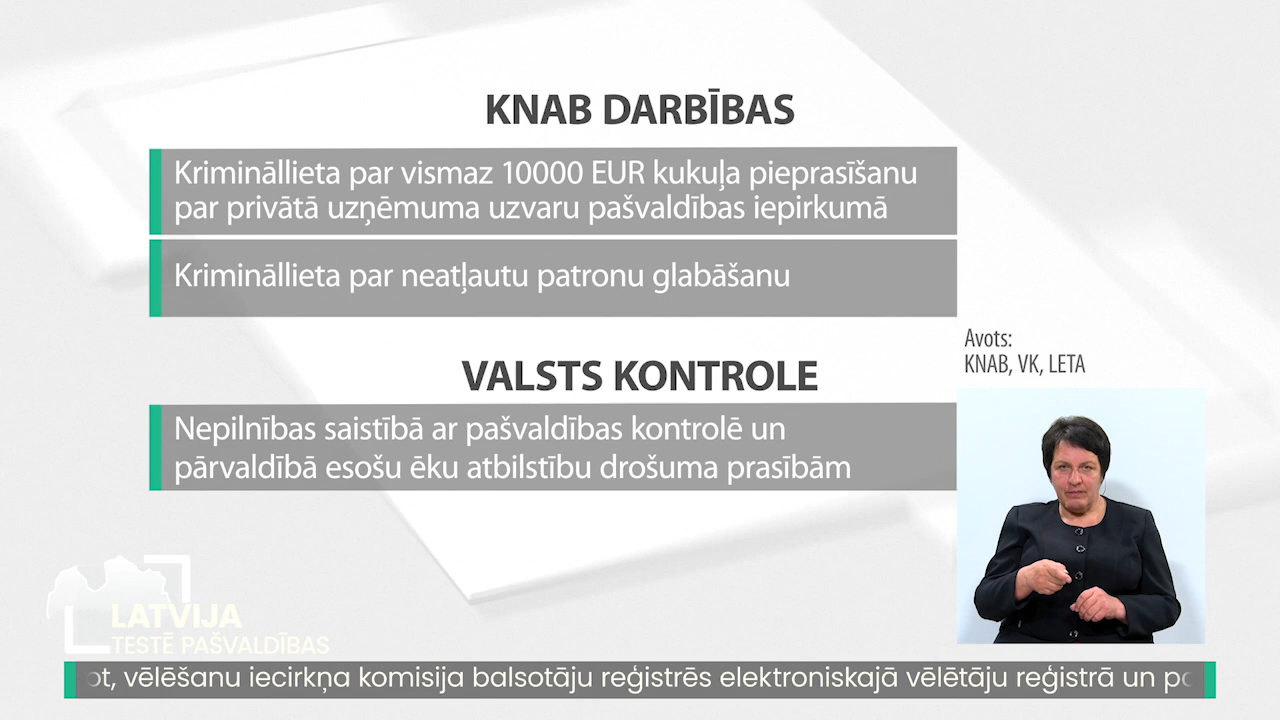 KNAB DARBĪBAS
Krimināllieta par vismaz 10000 EUR kukuļa pieprasīšanu
par privātā uzņēmuma uzvaru pašvaldības iepirkumā
Krimināllieta par neatļautu patronu glabāšanu
Avots:
KNAB, VK, LETA
VALSTS KONTROLE
Nepilnības saistībā ar pašvaldības kontrolē un
pārvaldībā esošu ēku atbilstību drošuma prasībām
LATVIJA
TESTĒ PAŠVALDĪBAS
vēlēšanu iecirkņa komisija balsotāju reģistrēs elektroniskajā vēlētāju reģistrā un